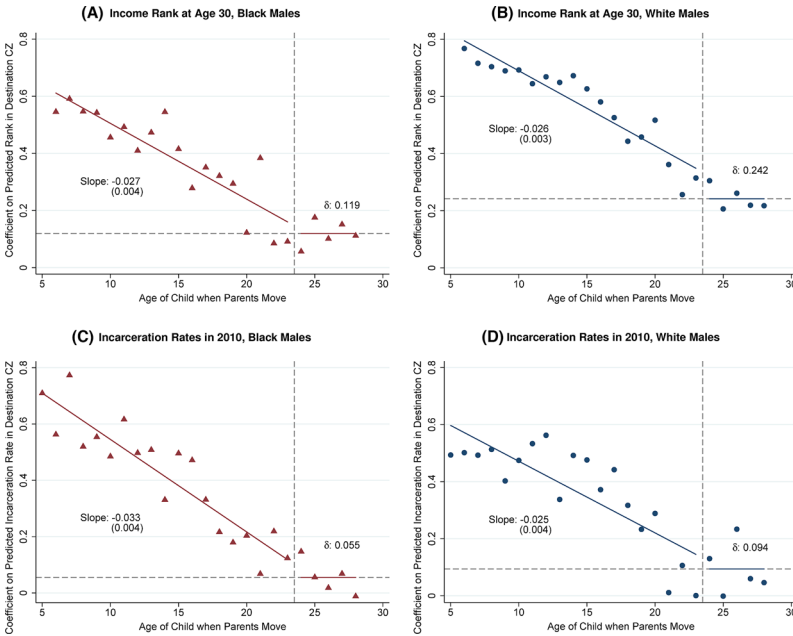 (A) Income Rank at Age 30, Black Males
Coefficient on Predicted Rank in Destination CZ
0.8
0.6
0.4
0.2
0
Slope: -0.027
(0.004)
δ: 0.119
5 10 15 20 25 30
Age of Child when Parents Move
(B) Income Rank at Age 30, White Males
Coefficient on Predicted Rank in Destination CZ
0.8
0.6
0.4
0.2
0
Slope: -0.026
(0.003)
δ: 0.242
5 10 15 20 25 30
Age of Child when Parents Move
(C) Incarceration Rates in 2010, Black Males
Coefficient on Predicted Incarceration Rate in Destination CZ
0.8
0.6
0.4
0.2
0
Slope: -0.033
(0.004)
δ: 0.055
5 10 15 20 25 30
Age of Child when Parents Move
(D) Incarceration Rates in 2010, White Males
Coefficient on Predicted Incarceration Rate in Destination CZ
0.8
0.6
0.4
0.2
0
Slope: -0.025
(0.004)
δ: 0.094
5 10 15 20 25 30
Age of Child when Parents Move